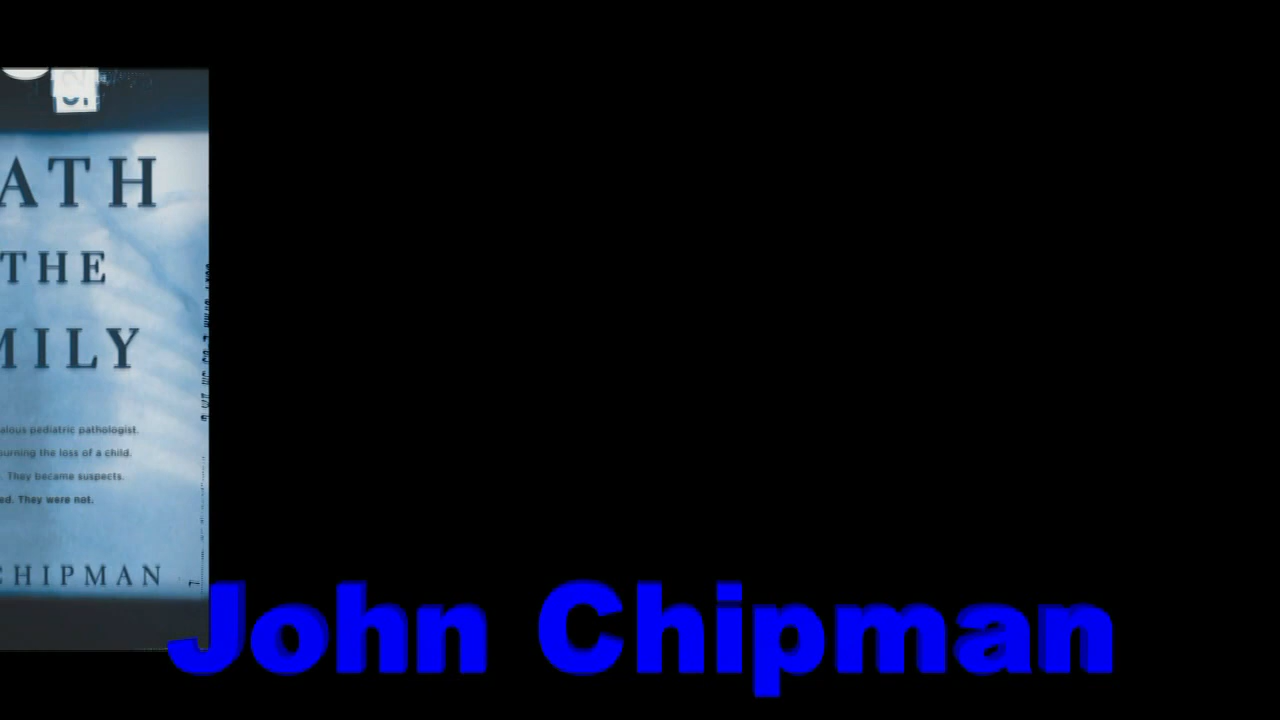 ATH
THE
MILY
alous pediatric pathologist.
ourning the loss of a child.
. They became suspects.
ed. They were not.
CHIPMAN
John Chipman